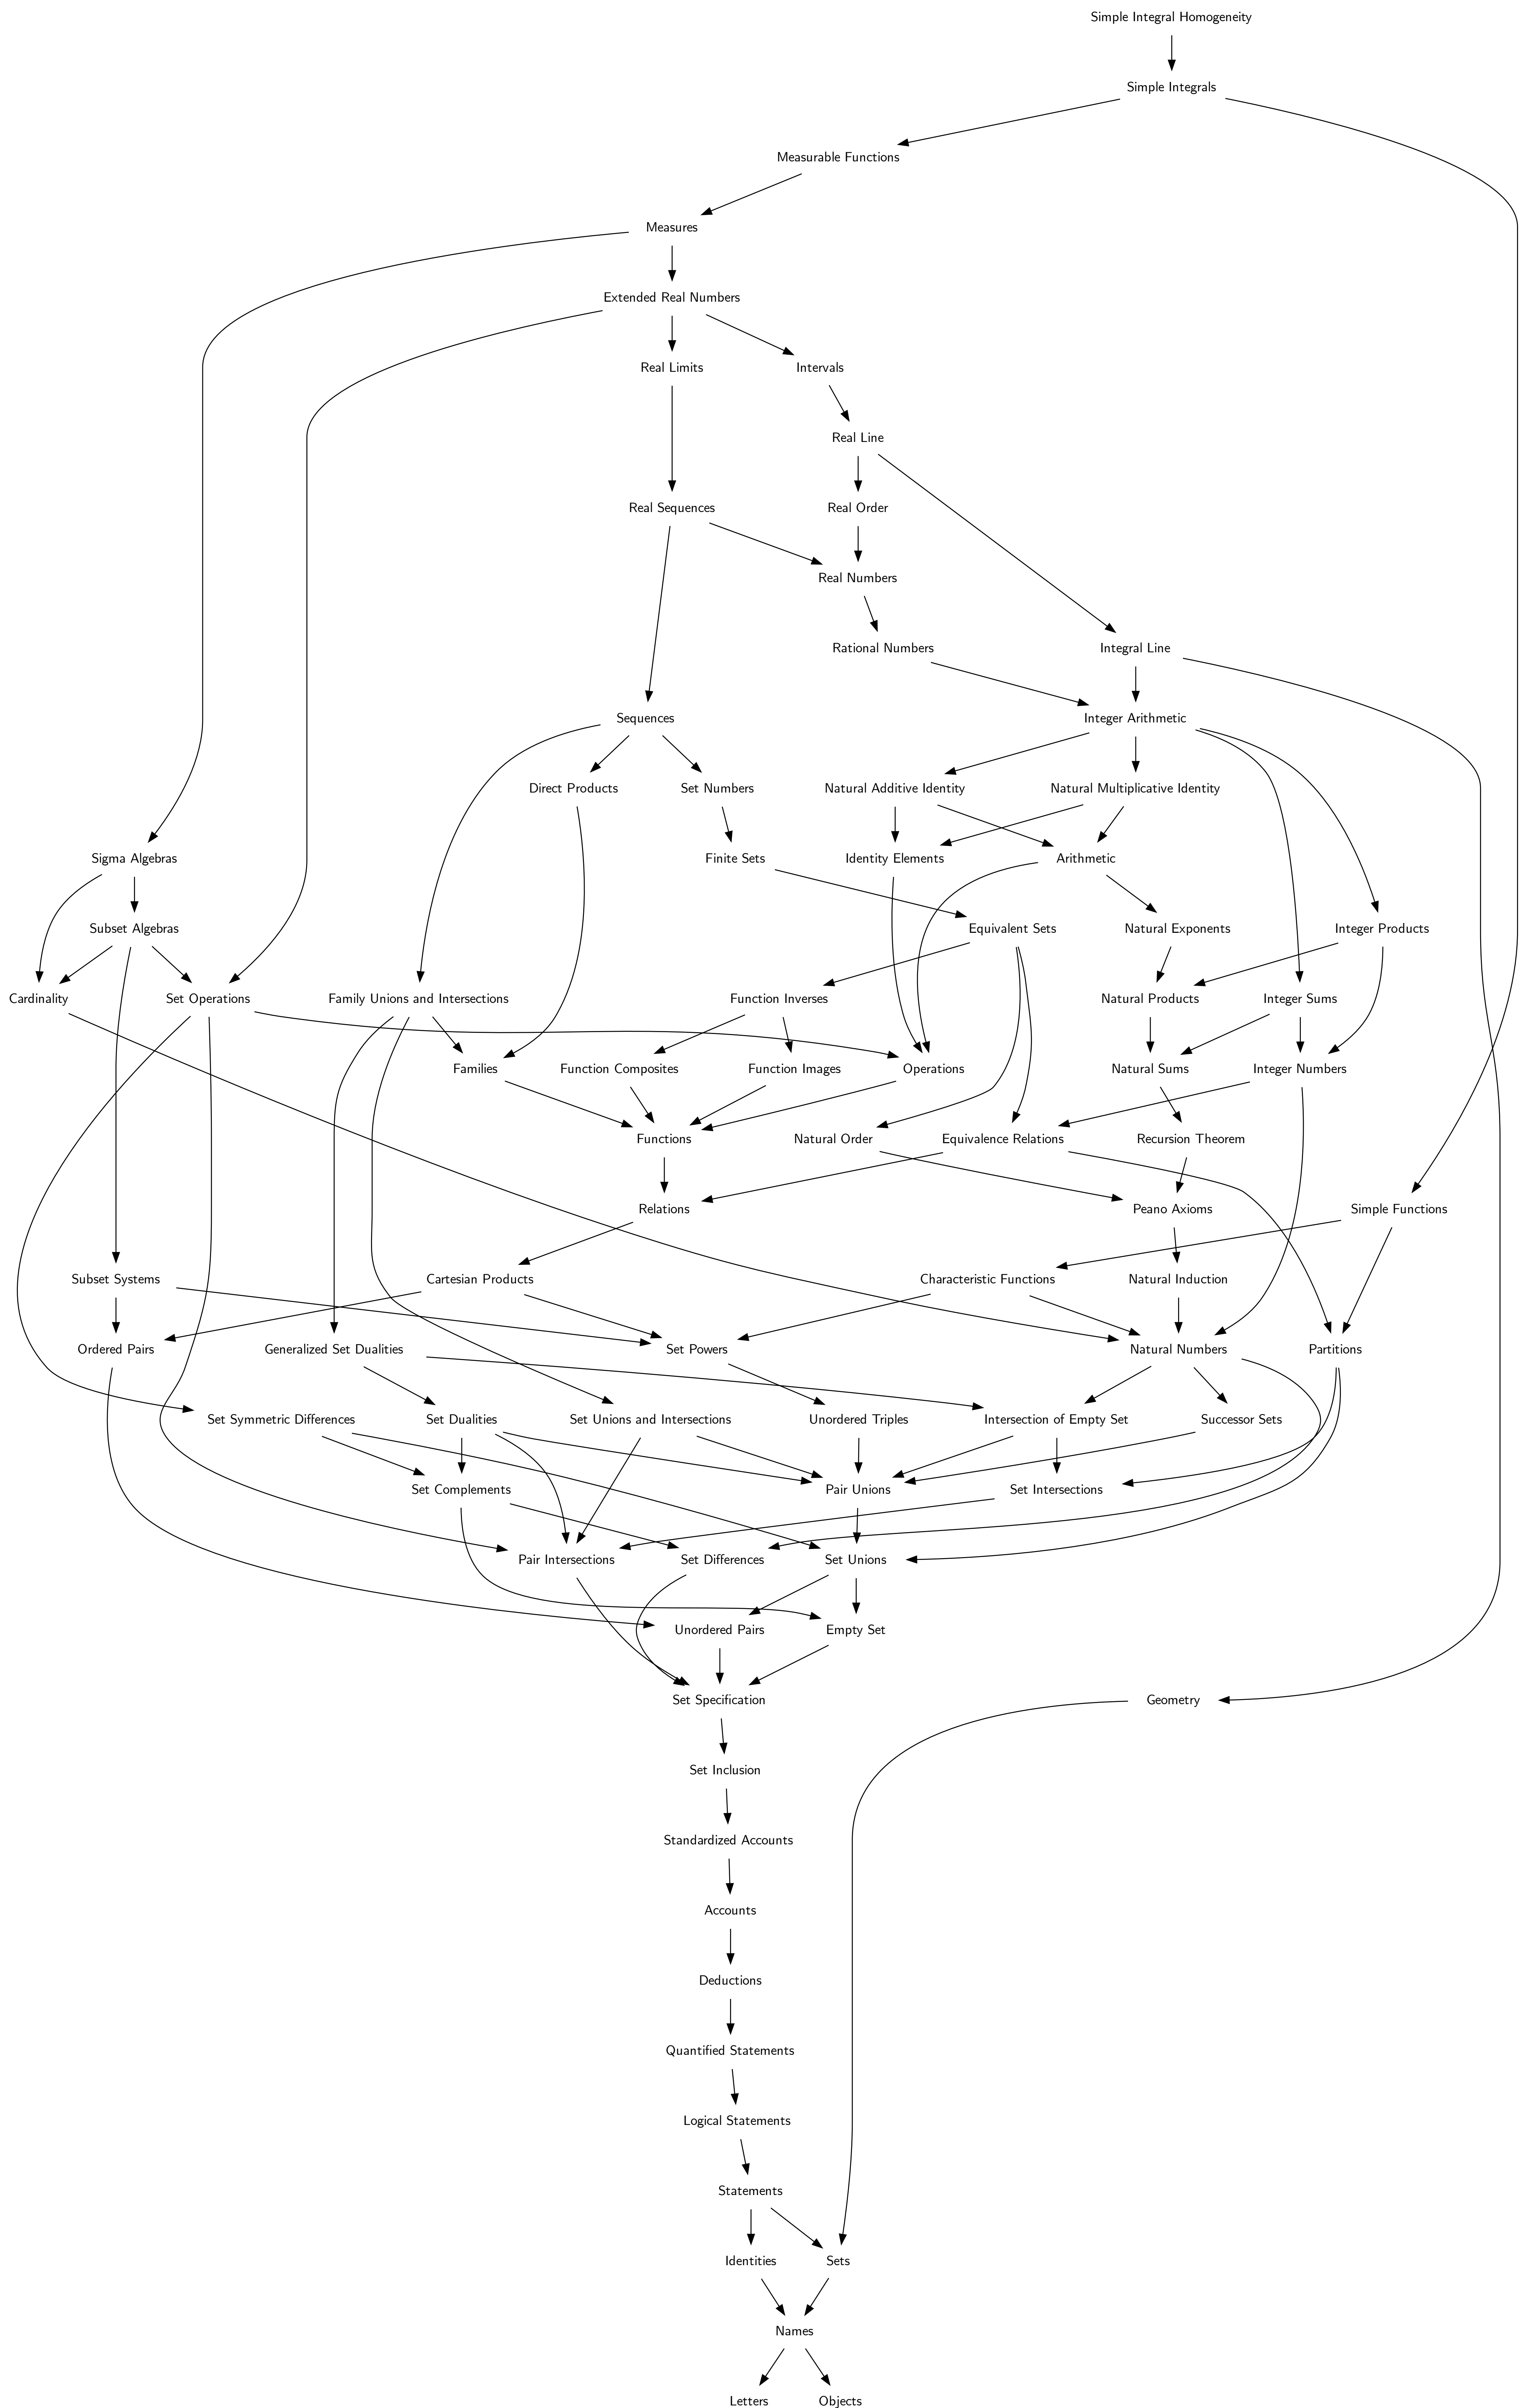 Simple Integral Homogeneity
Simple Integrals
Measurable Functions
Measures
Extended Real Numbers
Real Limits
Intervals
Real Line
Real Sequences
Real Order
Real Numbers
Rational Numbers
Integral Line
Sequences
Integer Arithmetic
Direct Products
Set Numbers
Natural Additive Identity
Natural Multiplicative Identity
Sigma Algebras
Finite Sets
Identity Elements
Arithmetic
Subset Algebras
Equivalent Sets
Natural Exponents
Integer Products
Cardinality
Set Operations
Family Unions and Intersections
Function Inverses
Natural Products
Integer Sums
Families
Function Composites
Function Images
Operations
Natural Sums
Integer Numbers
Functions
Natural Order
Equivalence Relations
Recursion Theorem
Relations
Peano Axioms
Simple Functions
Subset Systems
Cartesian Products
Characteristic Functions
Natural Induction
Ordered Pairs
Generalized Set Dualities
Set Powers
Natural Numbers
Partitions
Set Symmetric Differences
Set Dualities
Set Unions and Intersections
Unordered Triples
Intersection of Empty Set
Successor Sets
Set Complements
Pair Unions
Set Intersections
Pair Intersections
Set Differences
Set Unions
Unordered Pairs
Empty Set
Set Specification
Geometry
Set Inclusion
Standardized Accounts
Accounts
Deductions
Quantified Statements
Logical Statements
Statements
Identities
Sets
Names
Letters
Objects